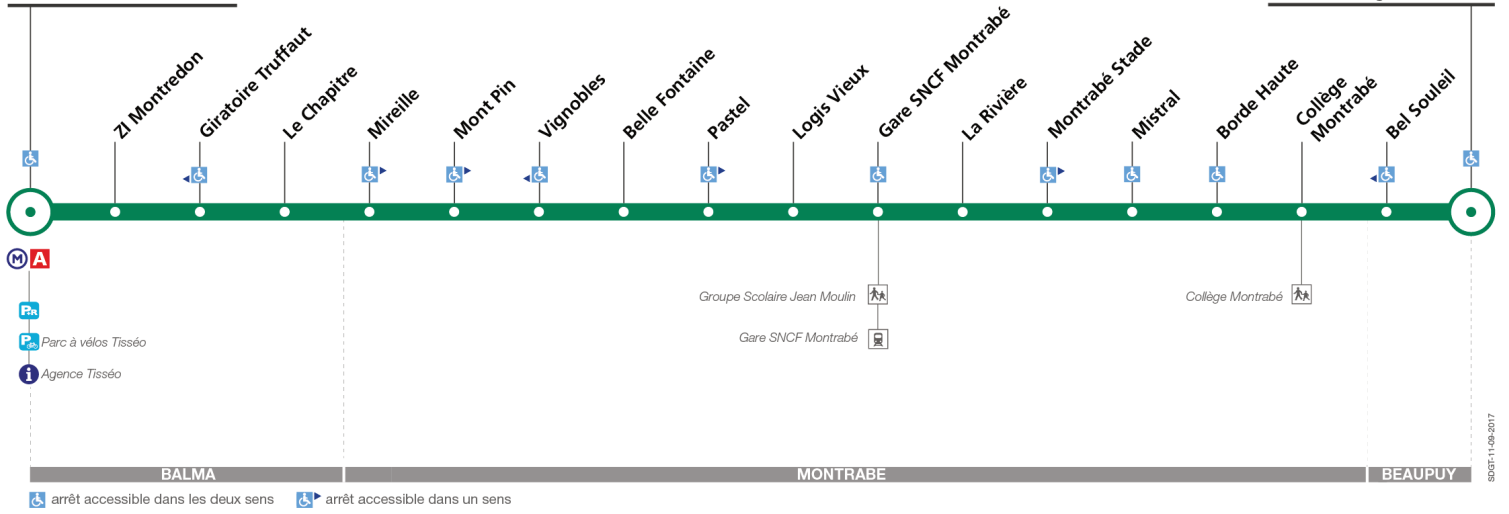 ZI Montredon
Giratoire Truffaut
Le Chapitre
Mireille
Mont Pin
Vignobles
Belle Fontaine
Pastel
Logis Vieux
Gare SNCF Montrabé
La Rivière
Montrabé Stade
Mistral
Borde Haute
Collège
Montrabé
Bel Souleil
M A
P+R
P Parc à vélos Tisséo
i Agence Tisséo
Groupe Scolaire Jean Moulin
Gare SNCF Montrabé
Collège Montrabé
BALMA
MONTRABE
BEAUPUY
arrêt accessible dans les deux sens
arrêt accessible dans un sens
SDGT-11-09-2017